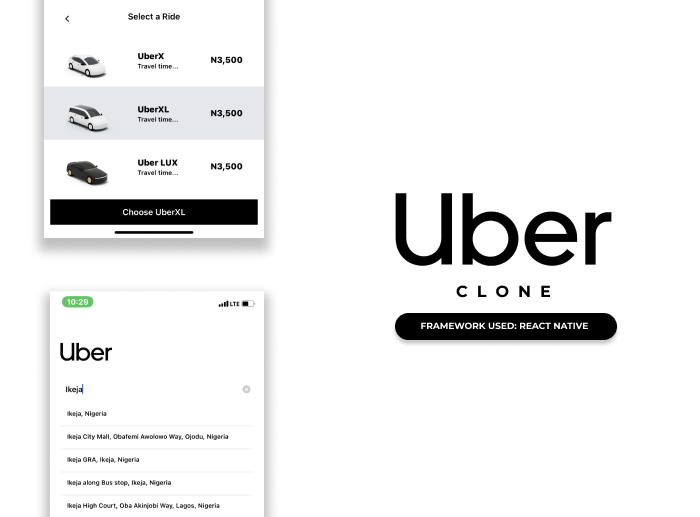 Select a Ride
UberX
Travel time...
N3,500
UberXL
Travel time...
N3,500
Uber LUX
Travel time...
N3,500
Choose UberXL
10:29
LTE
Uber
Ikeja
Ikeja, Nigeria
Ikeja City Mall, Obafemi Awolowo Way, Ojodu, Nigeria
Ikeja GRA, Ikeja, Nigeria
Ikeja along Bus stop, Ikeja, Nigeria
Ikeja High Court, Oba Akinjobi Way, Lagos, Nigeria
Uber
CLONE
FRAMEWORK USED: REACT NATIVE